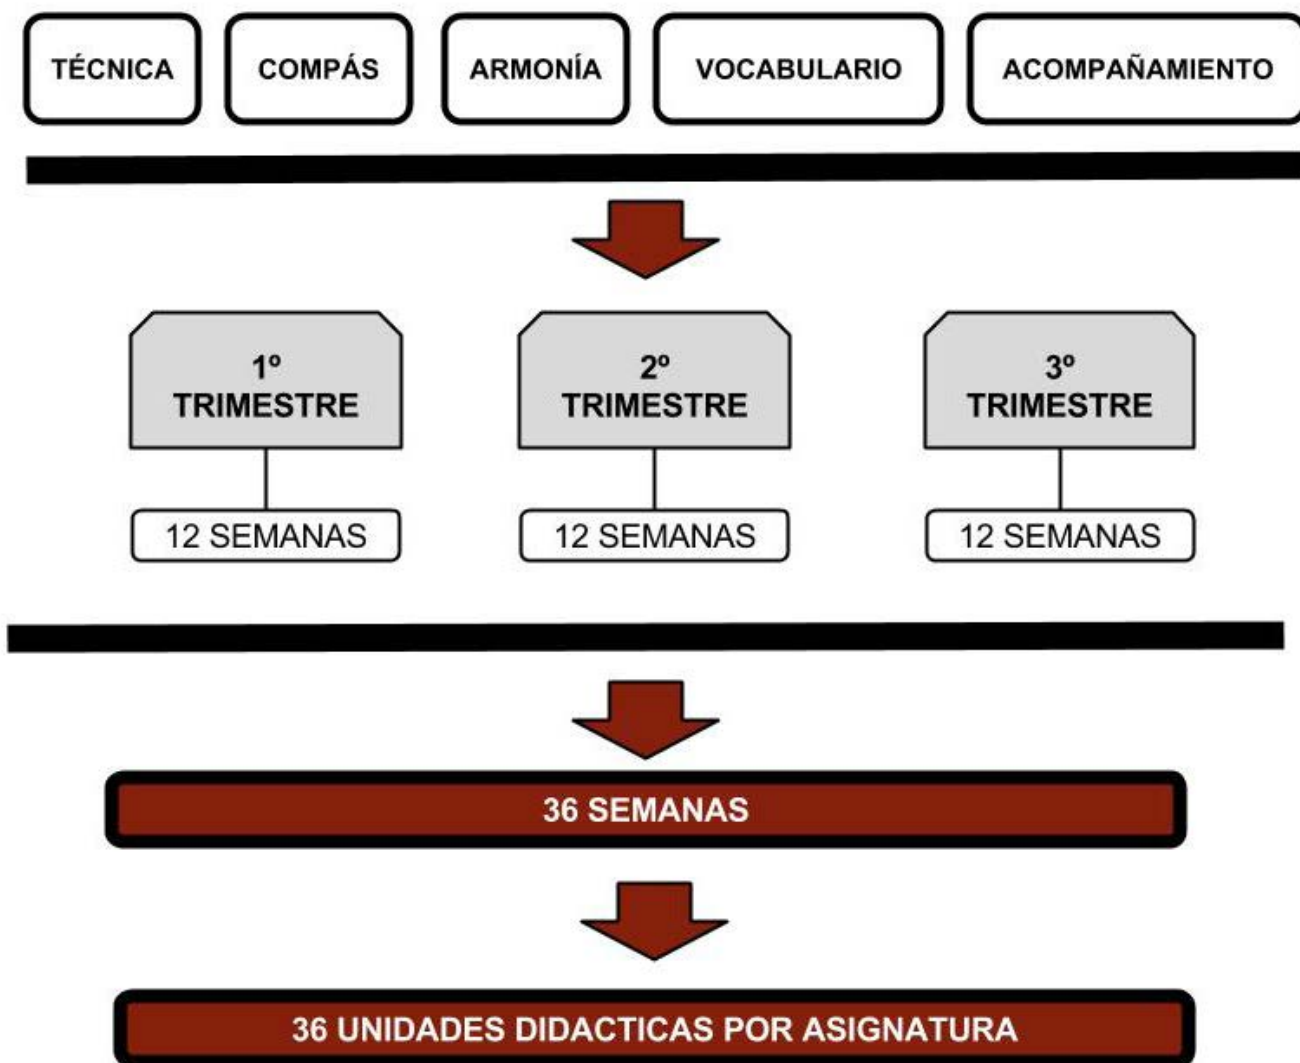 TÉCNICA
COMPÁS
ARMONÍA
VOCABULARIO
ACOMPAÑAMIENTO
1º
TRIMESTRE
2º
TRIMESTRE
3º
TRIMESTRE
12 SEMANAS
12 SEMANAS
12 SEMANAS
36 SEMANAS
36 UNIDADES DIDACTICAS POR ASIGNATURA